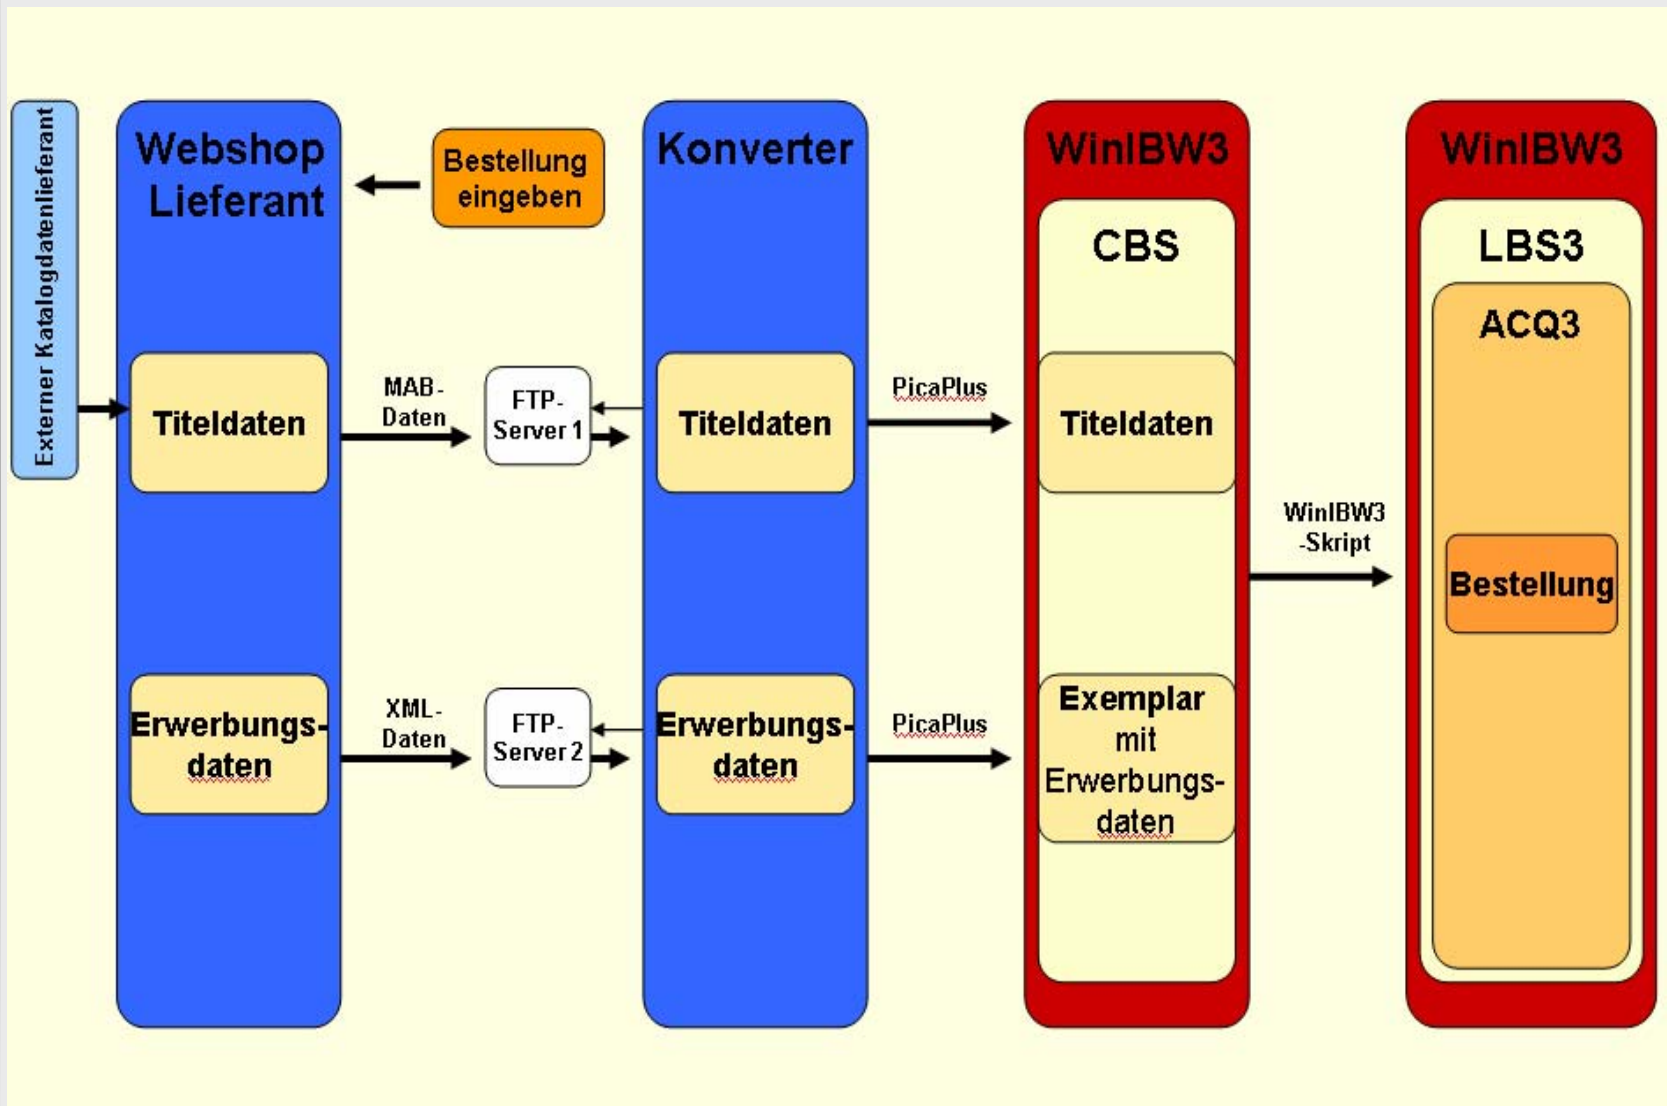 Externer Katalogdatenlieferant
Webshop
Lieferant
Bestellung
eingeben
Konverter
WinIBW3
CBS
WinIBW3
LBS3
ACQ3
Titeldaten
MAB-
Daten
FTP-
Server 1
Titeldaten
PicaPlus
Titeldaten
WinIBW3
-Skript
Bestellung
Erwerbungs-
daten
XML-
Daten
FTP-
Server 2
Erwerbungs-
daten
PicaPlus
Exemplar
mit
Erwerbungs-
daten